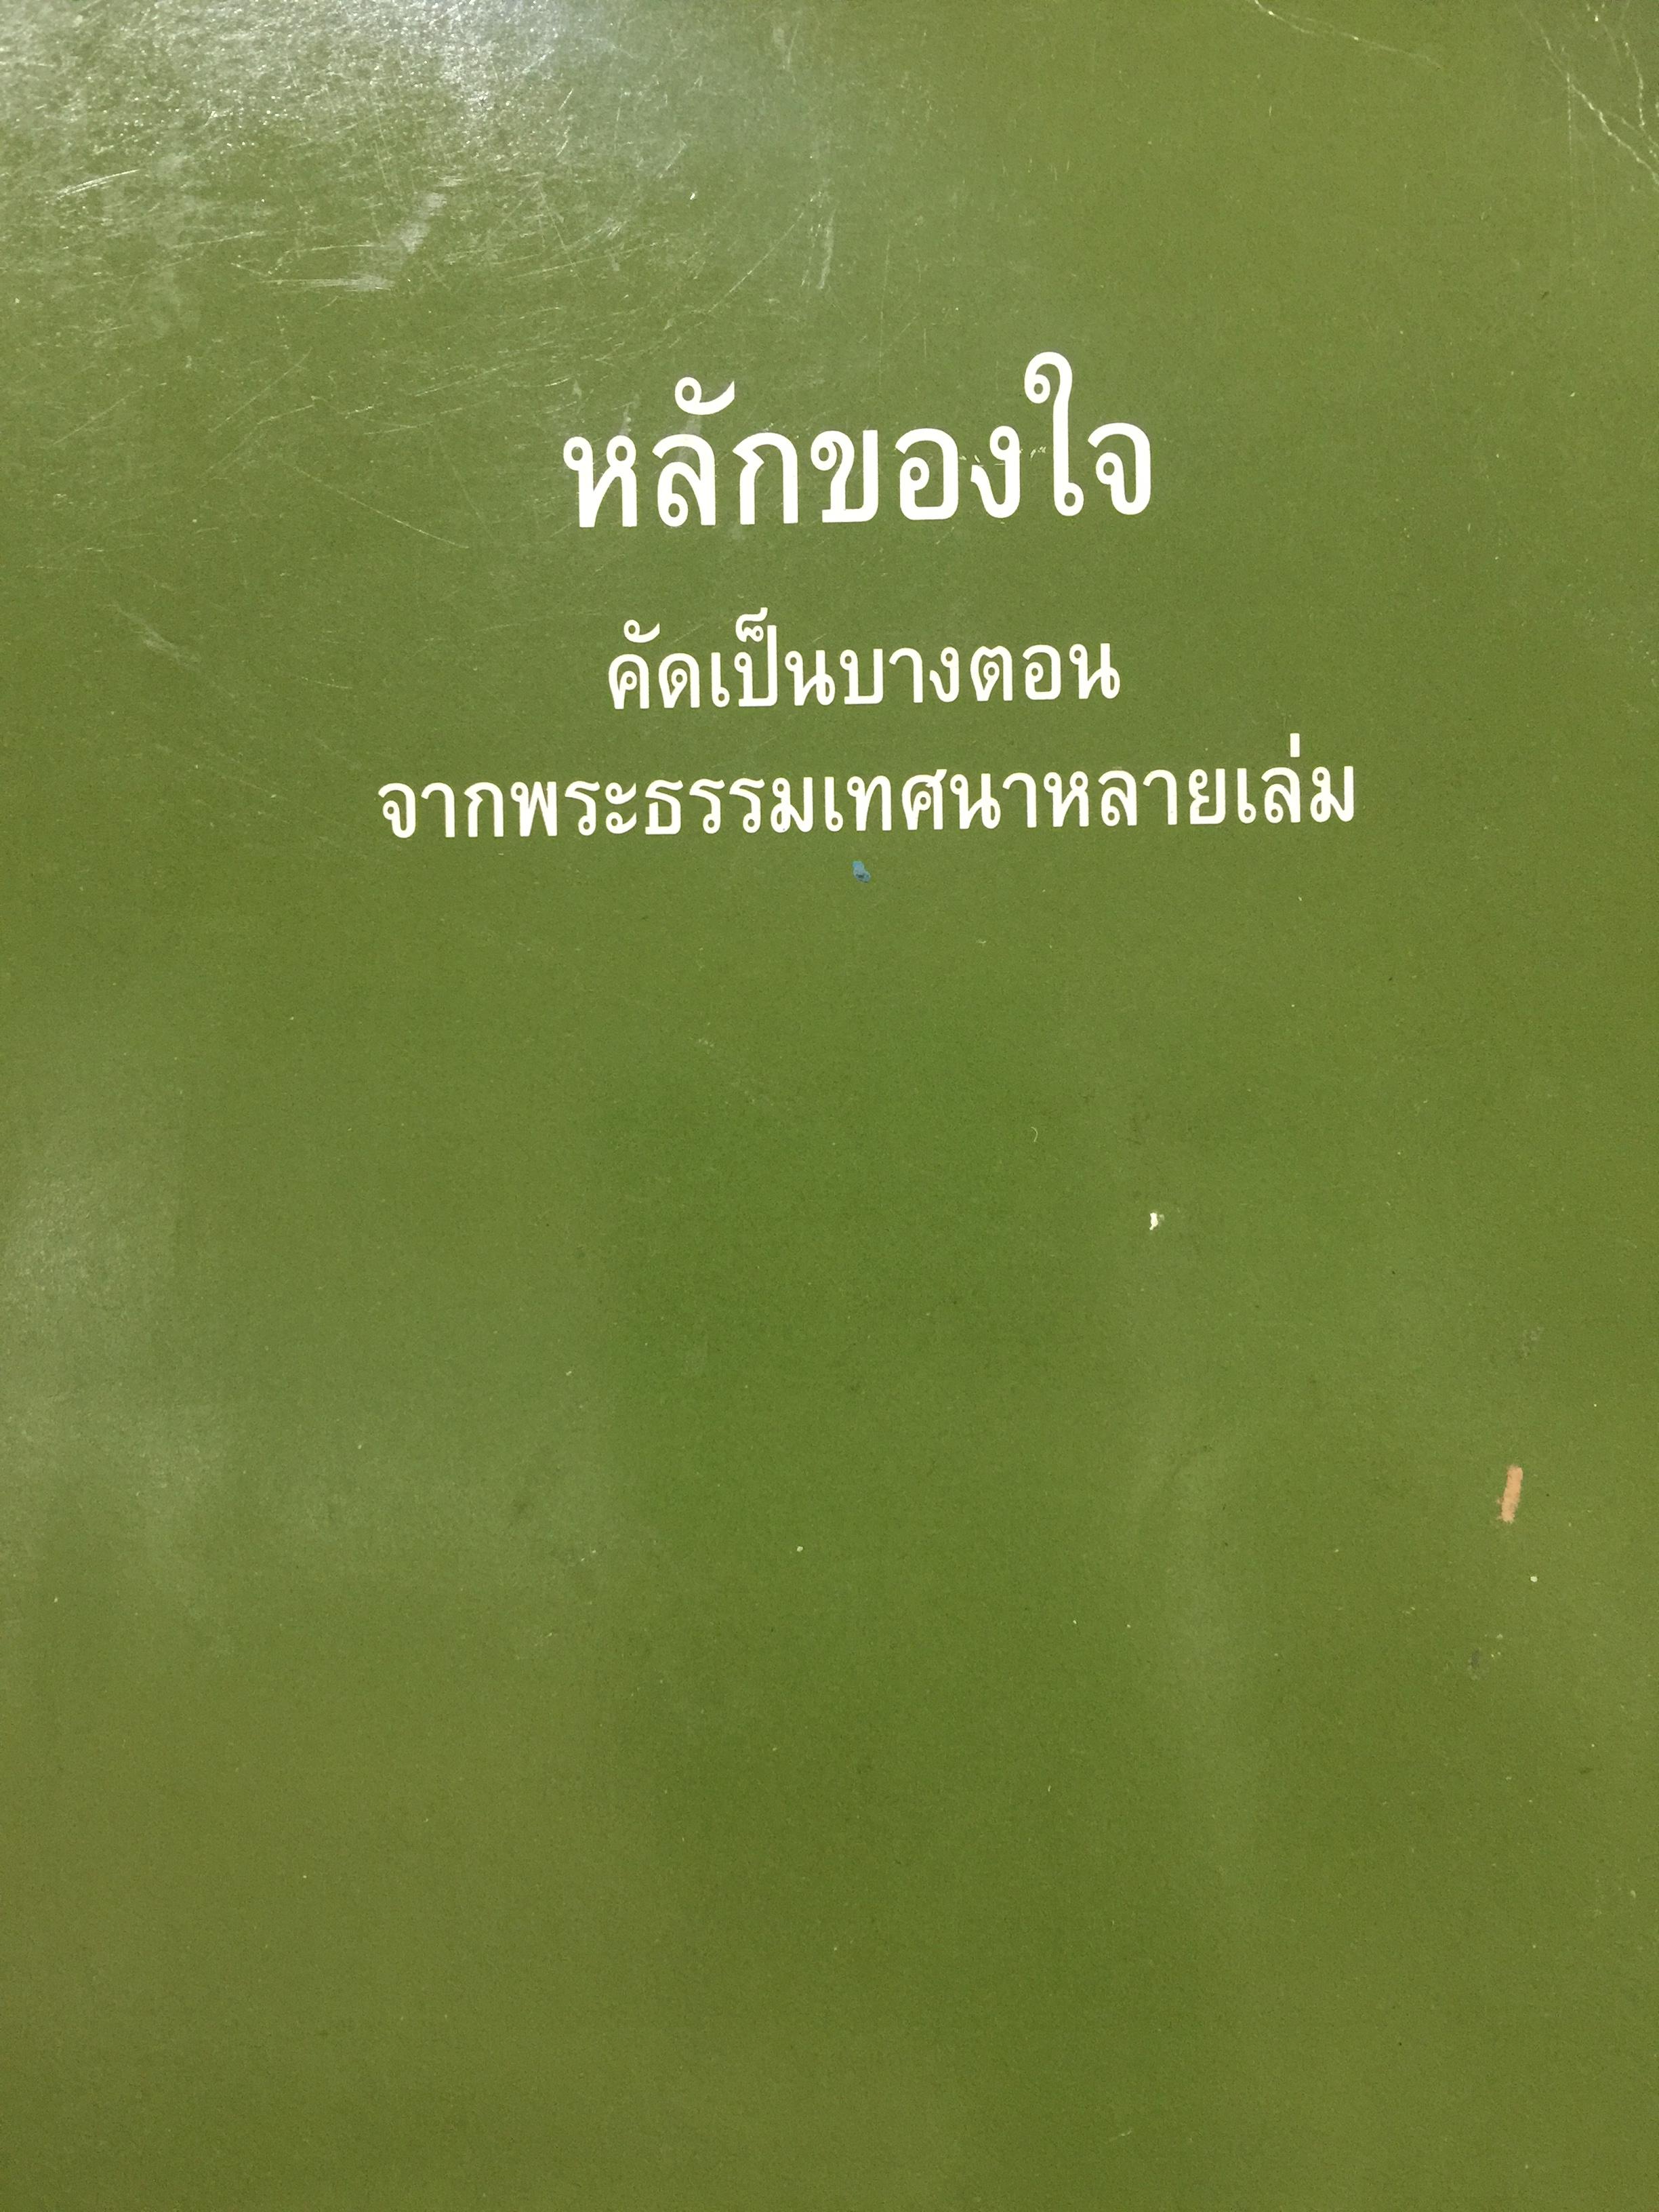 หลักของใจ
คัดเป็นบางตอน
จากพระธรรมเทศนาหลายเล่ม